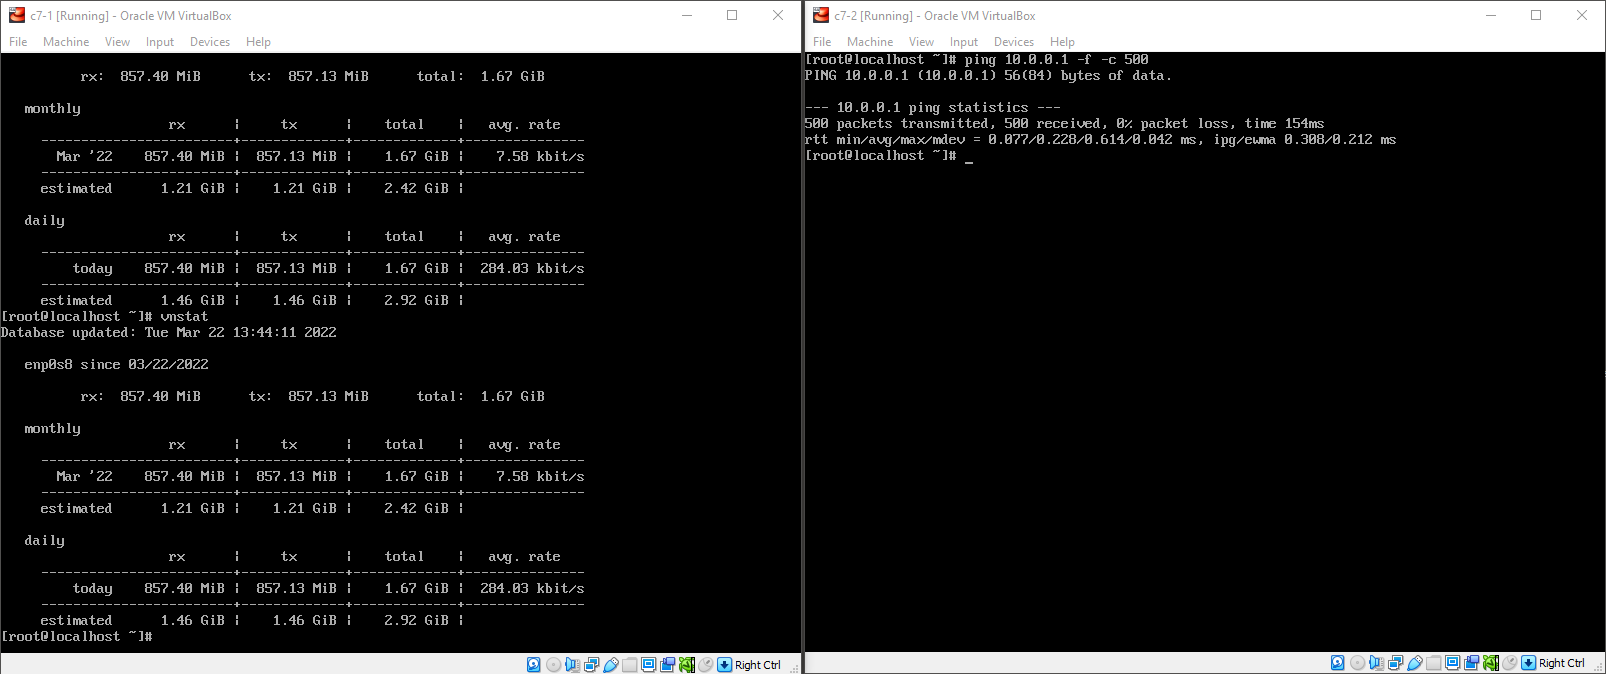 c7-1 [Running] - Oracle VM VirtualBox
File Machine View Input Devices Help
rx: 857.40 MiB tx: 857.13 MiB total: 1.67 GiB
monthly
rx | tx | total | avg. rate
------------------------+-------------+-------------+---------------
Mar '22 857.40 MiB | 857.13 MiB | 1.67 GiB | 7.58 kbit/s
------------------------+-------------+-------------+---------------
estimated 1.21 GiB | 1.21 GiB | 2.42 GiB |
daily
rx | tx | total | avg. rate
------------------------+-------------+-------------+---------------
today 857.40 MiB | 857.13 MiB | 1.67 GiB | 284.03 kbit/s
------------------------+-------------+-------------+---------------
estimated 1.46 GiB | 1.46 GiB | 2.92 GiB |
[root@localhost ~]# vnstat
Database updated: Tue Mar 22 13:44:11 2022
enp0s8 since 03/22/2022
rx: 857.40 MiB tx: 857.13 MiB total: 1.67 GiB
monthly
rx | tx | total | avg. rate
------------------------+-------------+-------------+---------------
Mar '22 857.40 MiB | 857.13 MiB | 1.67 GiB | 7.58 kbit/s
------------------------+-------------+-------------+---------------
estimated 1.21 GiB | 1.21 GiB | 2.42 GiB |
daily
rx | tx | total | avg. rate
------------------------+-------------+-------------+---------------
today 857.40 MiB | 857.13 MiB | 1.67 GiB | 284.03 kbit/s
------------------------+-------------+-------------+---------------
estimated 1.46 GiB | 1.46 GiB | 2.92 GiB |
[root@localhost ~]#
Right Ctrl
c7-2 [Running] - Oracle VM VirtualBox
File Machine View Input Devices Help
[root@localhost ~]# ping 10.0.0.1 -f -c 500
PING 10.0.0.1 (10.0.0.1) 56(84) bytes of data.
--- 10.0.0.1 ping statistics ---
500 packets transmitted, 500 received, 0% packet loss, time 154ms
rtt min/avg/max/mdev = 0.077/0.228/0.614/0.042 ms, ipg/ewma 0.308/0.212 ms
[root@localhost ~]# _
Right Ctrl